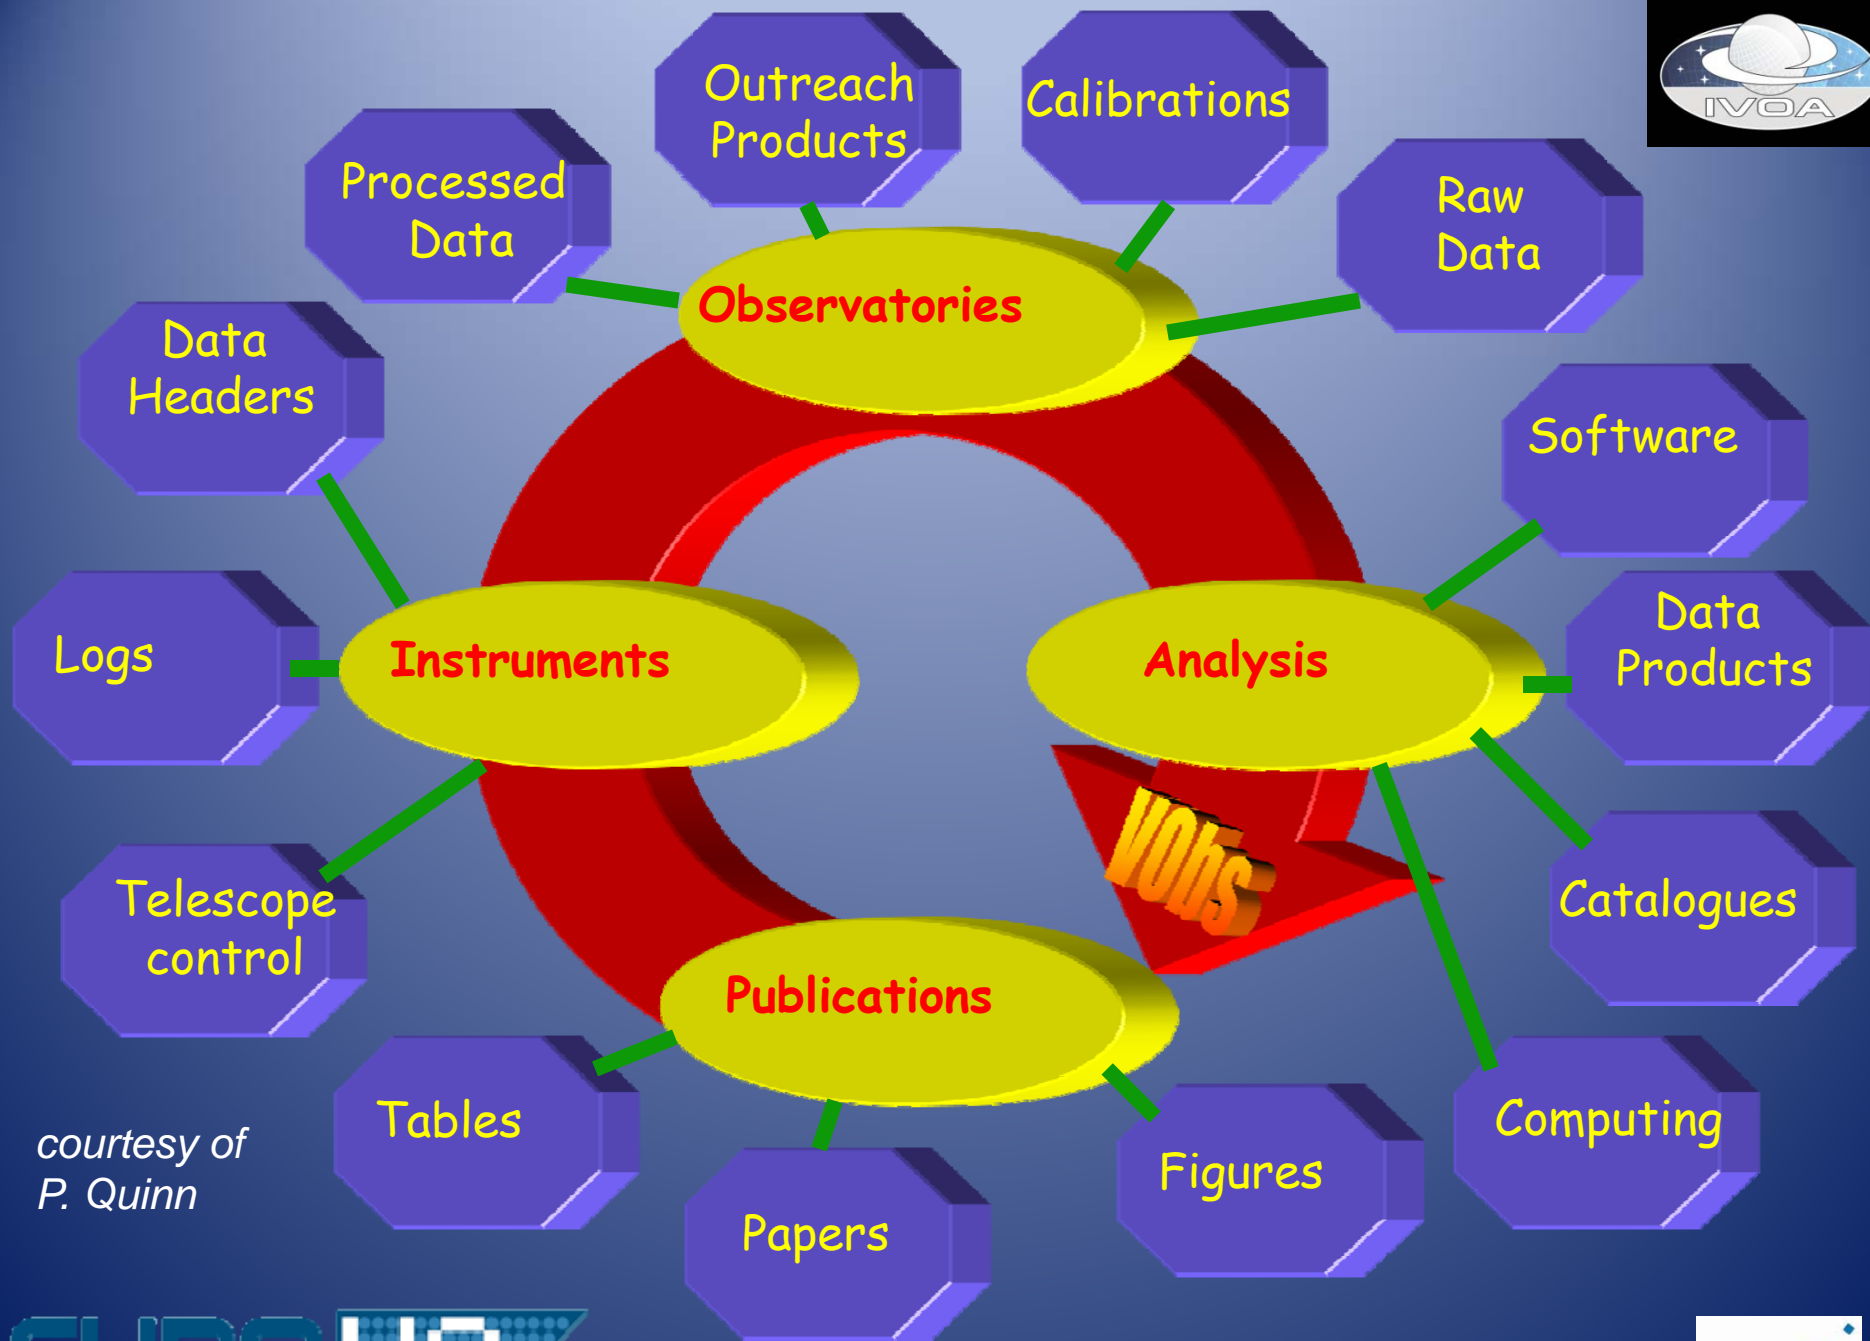 Outreach
Products
Calibrations
IVOA
Processed
Data
Raw
Data
Observatories
Data
Headers
Software
Logs
Instruments
Analysis
Data
Products
VObs
Telescope
control
Catalogues
Publications
Tables
Computing
courtesy of
P. Quinn
Figures
Papers